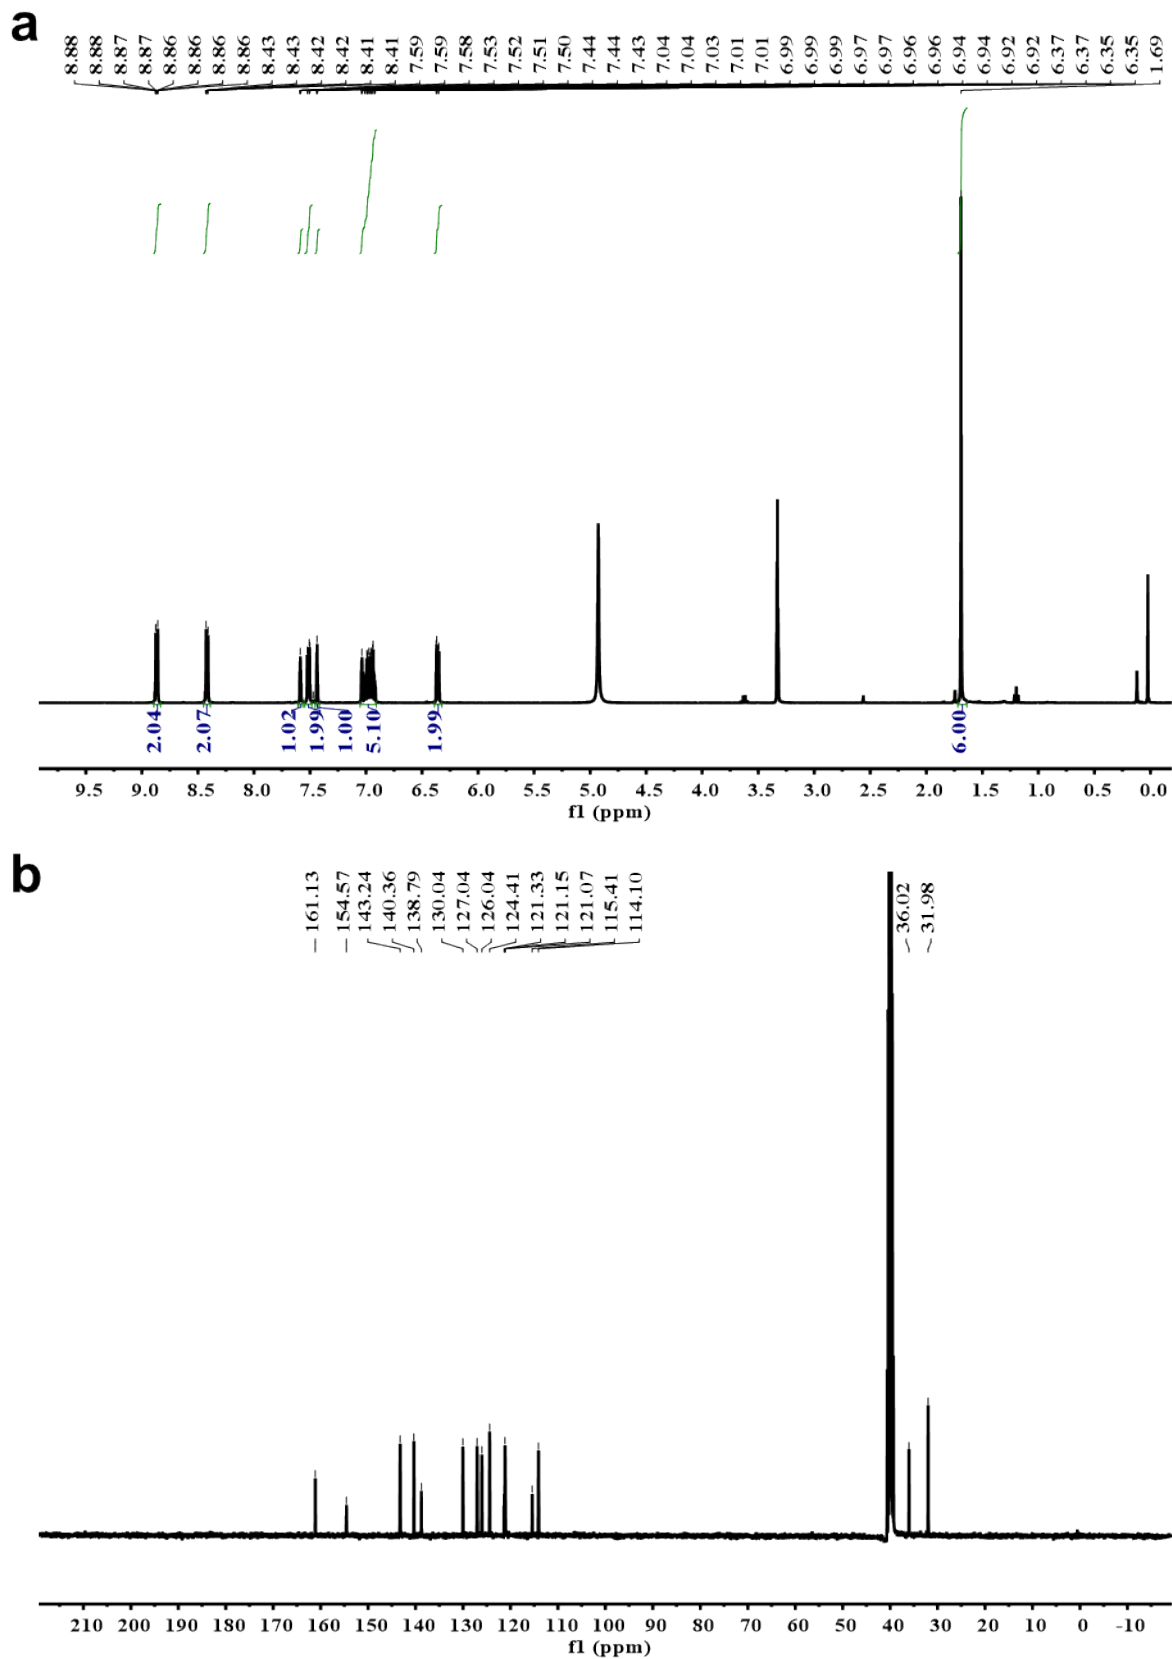 a
8.88 8.88 8.87 8.87 8.86 8.86 8.86 8.86 8.43 8.43 8.42 8.42 8.41 8.41 7.59 7.59 7.58 7.53 7.52 7.51 7.50 7.44 7.44 7.43 7.04 7.04 7.03 7.01 7.01 6.99 6.99 6.99 6.97 6.97 6.96 6.96 6.94 6.94 6.92 6.92 6.37 6.37 6.35 6.35 1.69
2.04 2.07 1.02 1.99 1.00 5.10 1.99 6.00
9.5 9.0 8.5 8.0 7.5 7.0 6.5 6.0 5.5 5.0 4.5 4.0 3.5 3.0 2.5 2.0 1.5 1.0 0.5 0.0
f1 (ppm)
b
161.13 154.57 143.24 140.36 138.79 130.04 127.04 126.04 124.41 121.33 121.15 121.07 115.41 114.10 36.02 31.98
210 200 190 180 170 160 150 140 130 120 110 100 90 80 70 60 50 40 30 20 10 0 -10
f1 (ppm)